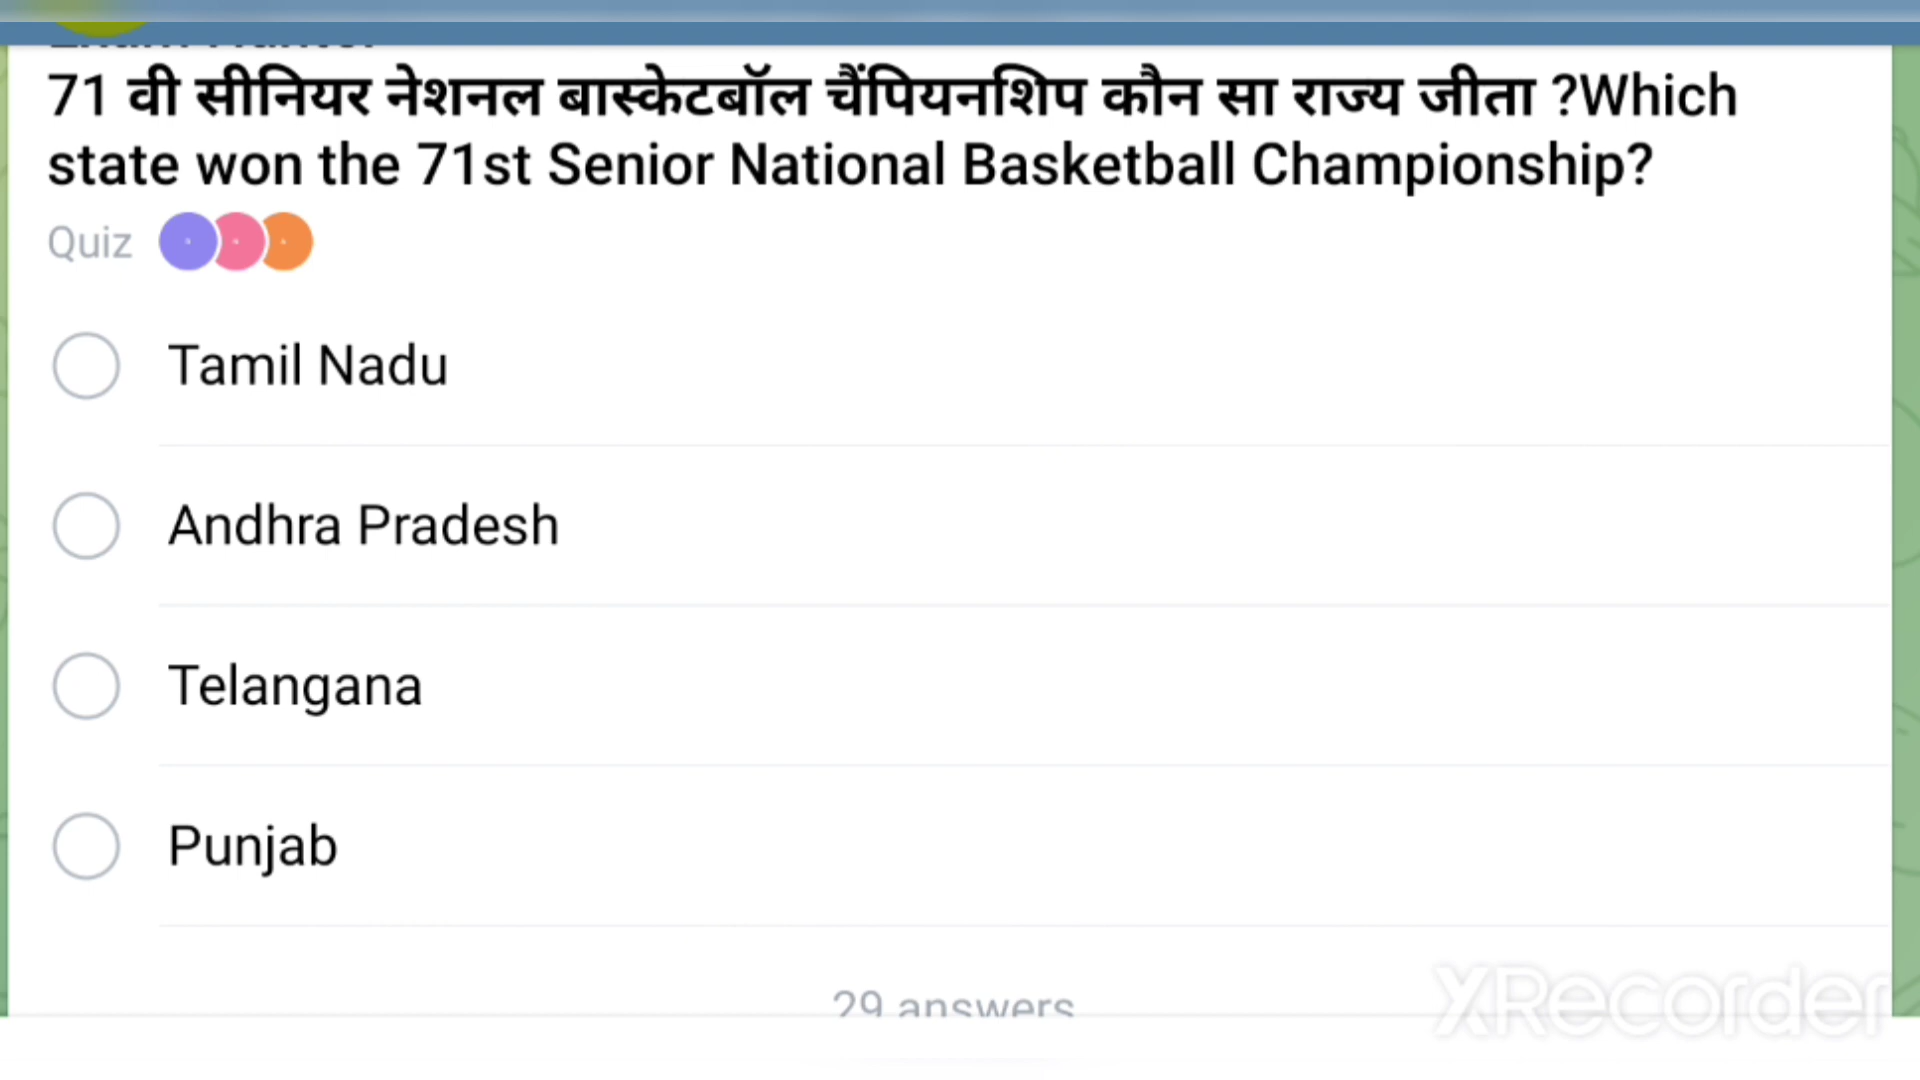 71 वी सीनियर नेशनल बास्केटबॉल चैंपियनशिप कौन सा राज्य जीता ?Which
state won the 71st Senior National Basketball Championship?
Quiz
Tamil Nadu
Andhra Pradesh
Telangana
Punjab
29 answers
XRecorder